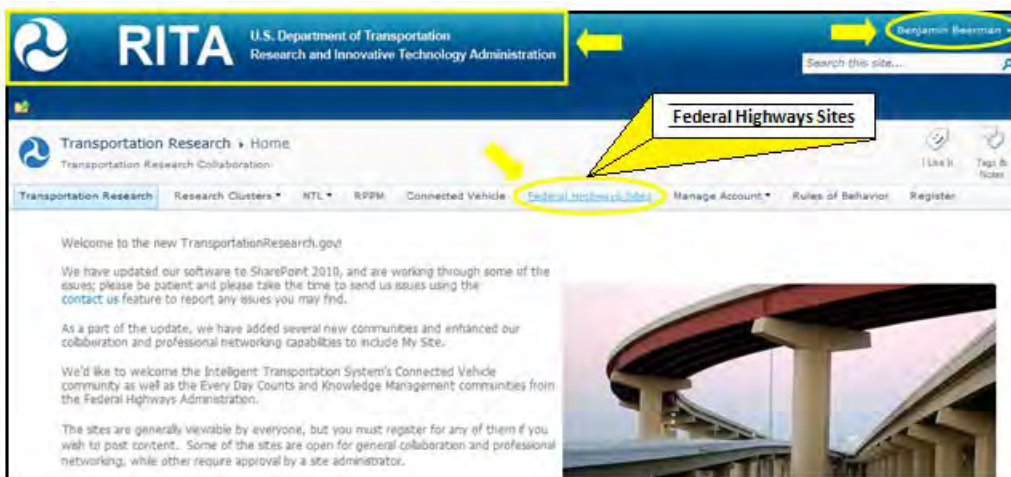 RITA
U.S. Department of Transportation
Research and Innovative Technology Administration
Benjamin Beerman
Search this site...
Federal Highways Sites
Transportation Research ▸ Home
Transportation Research Collaboration
I Like It
Tags &
Notes
Transportation Research Research Clusters NTL RPPM Connected Vehicle Federal Highways Sites Manage Account Rules of Behavior Register
Welcome to the new TransportationResearch.gov!
We have updated our software to SharePoint 2010, and are working through some of the
issues; please be patient and please take the time to send us issues using the
contact us feature to report any issues you may find.
As a part of the update, we have added several new communities and enhanced our
collaboration and professional networking capabilities to include My Site.
We'd like to welcome the Intelligent Transportation System's Connected Vehicle
community as well as the Every Day Counts and Knowledge Management communities from
the Federal Highways Administration.
The sites are generally viewable by everyone, but you must register for any of them if you
wish to post content. Some of the sites are open for general collaboration and professional
networking, while other require approval by a site administrator.